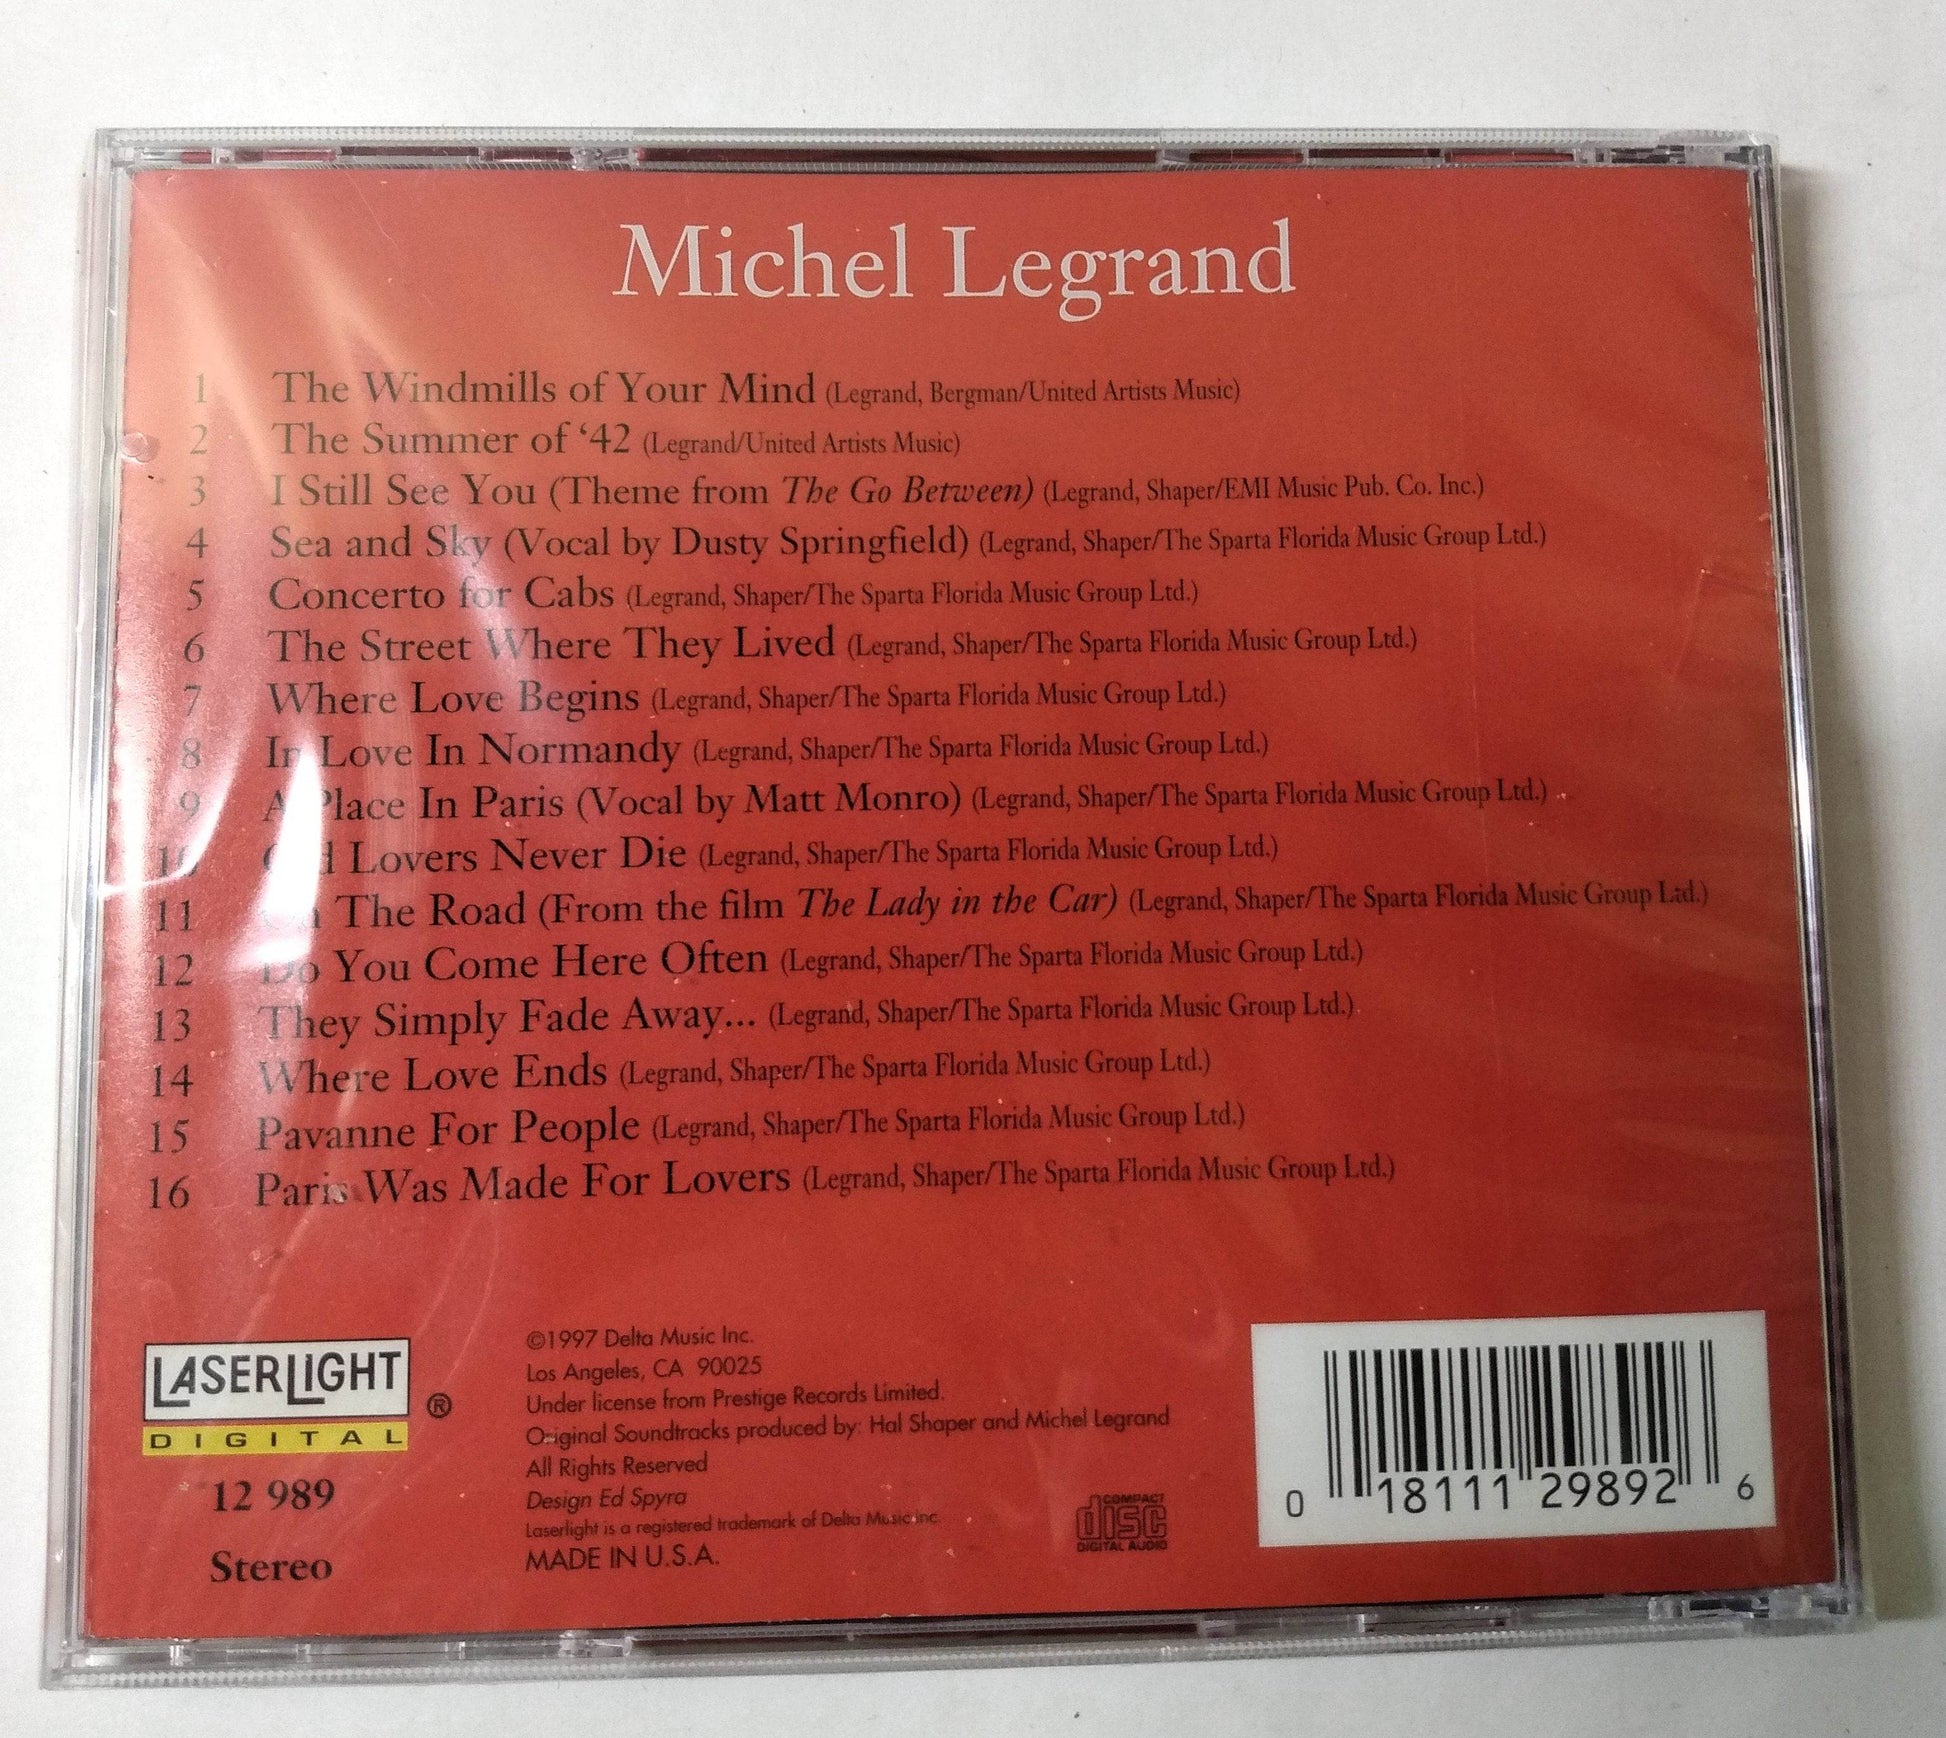 Michel Legrand
1 The Windmills of Your Mind (Legrand, Bergman/United Artists Music)
2 The Summer of ‘42 (Legrand/United Artists Music)
3 I Still See You (Theme from The Go Between) (Legrand, Shaper/EMI Music Pub. Co. Inc.)
4 Sea and Sky (Vocal by Dusty Springfield) (Legrand, Shaper/The Sparta Florida Music Group Ltd.)
5 Concerto for Cabs (Legrand, Shaper/The Sparta Florida Music Group Ltd.)
6 The Street Where They Lived (Legrand, Shaper/The Sparta Florida Music Group Ltd.)
7 Where Love Begins (Legrand, Shaper/The Sparta Florida Music Group Ltd.)
8 In Love In Normandy (Legrand, Shaper/The Sparta Florida Music Group Ltd.)
9 A Place In Paris (Vocal by Matt Monro) (Legrand, Shaper/The Sparta Florida Music Group Ltd.)
10 Old Lovers Never Die (Legrand, Shaper/The Sparta Florida Music Group Ltd.)
11 On The Road (From the film The Lady in the Car) (Legrand, Shaper/The Sparta Florida Music Group Ltd.)
12 Do You Come Here Often (Legrand, Shaper/The Sparta Florida Music Group Ltd.)
13 They Simply Fade Away... (Legrand, Shaper/The Sparta Florida Music Group Ltd.)
14 Where Love Ends (Legrand, Shaper/The Sparta Florida Music Group Ltd.)
15 Pavanne For People (Legrand, Shaper/The Sparta Florida Music Group Ltd.)
16 Paris Was Made For Lovers (Legrand, Shaper/The Sparta Florida Music Group Ltd.)
LASERLIGHT ®
DIGITAL
12 989
Stereo
©1997 Delta Music Inc.
Los Angeles, CA 90025
Under license from Prestige Records Limited.
Original Soundtracks produced by: Hal Shaper and Michel Legrand
All Rights Reserved
Design Ed Spyra
Laserlight is a registered trademark of Delta Music Inc.
MADE IN U.S.A.
COMPACT
disc
DIGITAL AUDIO
0 18111 29892 6